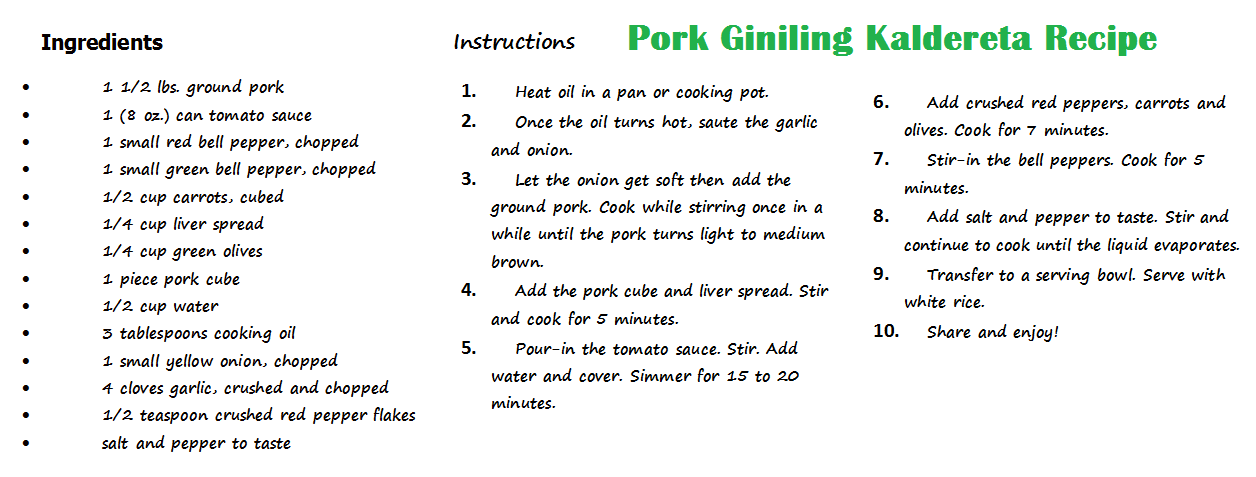 Pork Giniling Kaldereta Recipe
Ingredients
• 1 1/2 lbs. ground pork
• 1 (8 oz.) can tomato sauce
• 1 small red bell pepper, chopped
• 1 small green bell pepper, chopped
• 1/2 cup carrots, cubed
• 1/4 cup liver spread
• 1/4 cup green olives
• 1 piece pork cube
• 1/2 cup water
• 3 tablespoons cooking oil
• 1 small yellow onion, chopped
• 4 cloves garlic, crushed and chopped
• 1/2 teaspoon crushed red pepper flakes
• salt and pepper to taste
Instructions
1. Heat oil in a pan or cooking pot.
2. Once the oil turns hot, saute the garlic
and onion.
3. Let the onion get soft then add the
ground pork. Cook while stirring once in a
while until the pork turns light to medium
brown.
4. Add the pork cube and liver spread. Stir
and cook for 5 minutes.
5. Pour-in the tomato sauce. Stir. Add
water and cover. Simmer for 15 to 20
minutes.
6. Add crushed red peppers, carrots and
olives. Cook for 7 minutes.
7. Stir-in the bell peppers. Cook for 5
minutes.
8. Add salt and pepper to taste. Stir and
continue to cook until the liquid evaporates.
9. Transfer to a serving bowl. Serve with
white rice.
10. Share and enjoy!